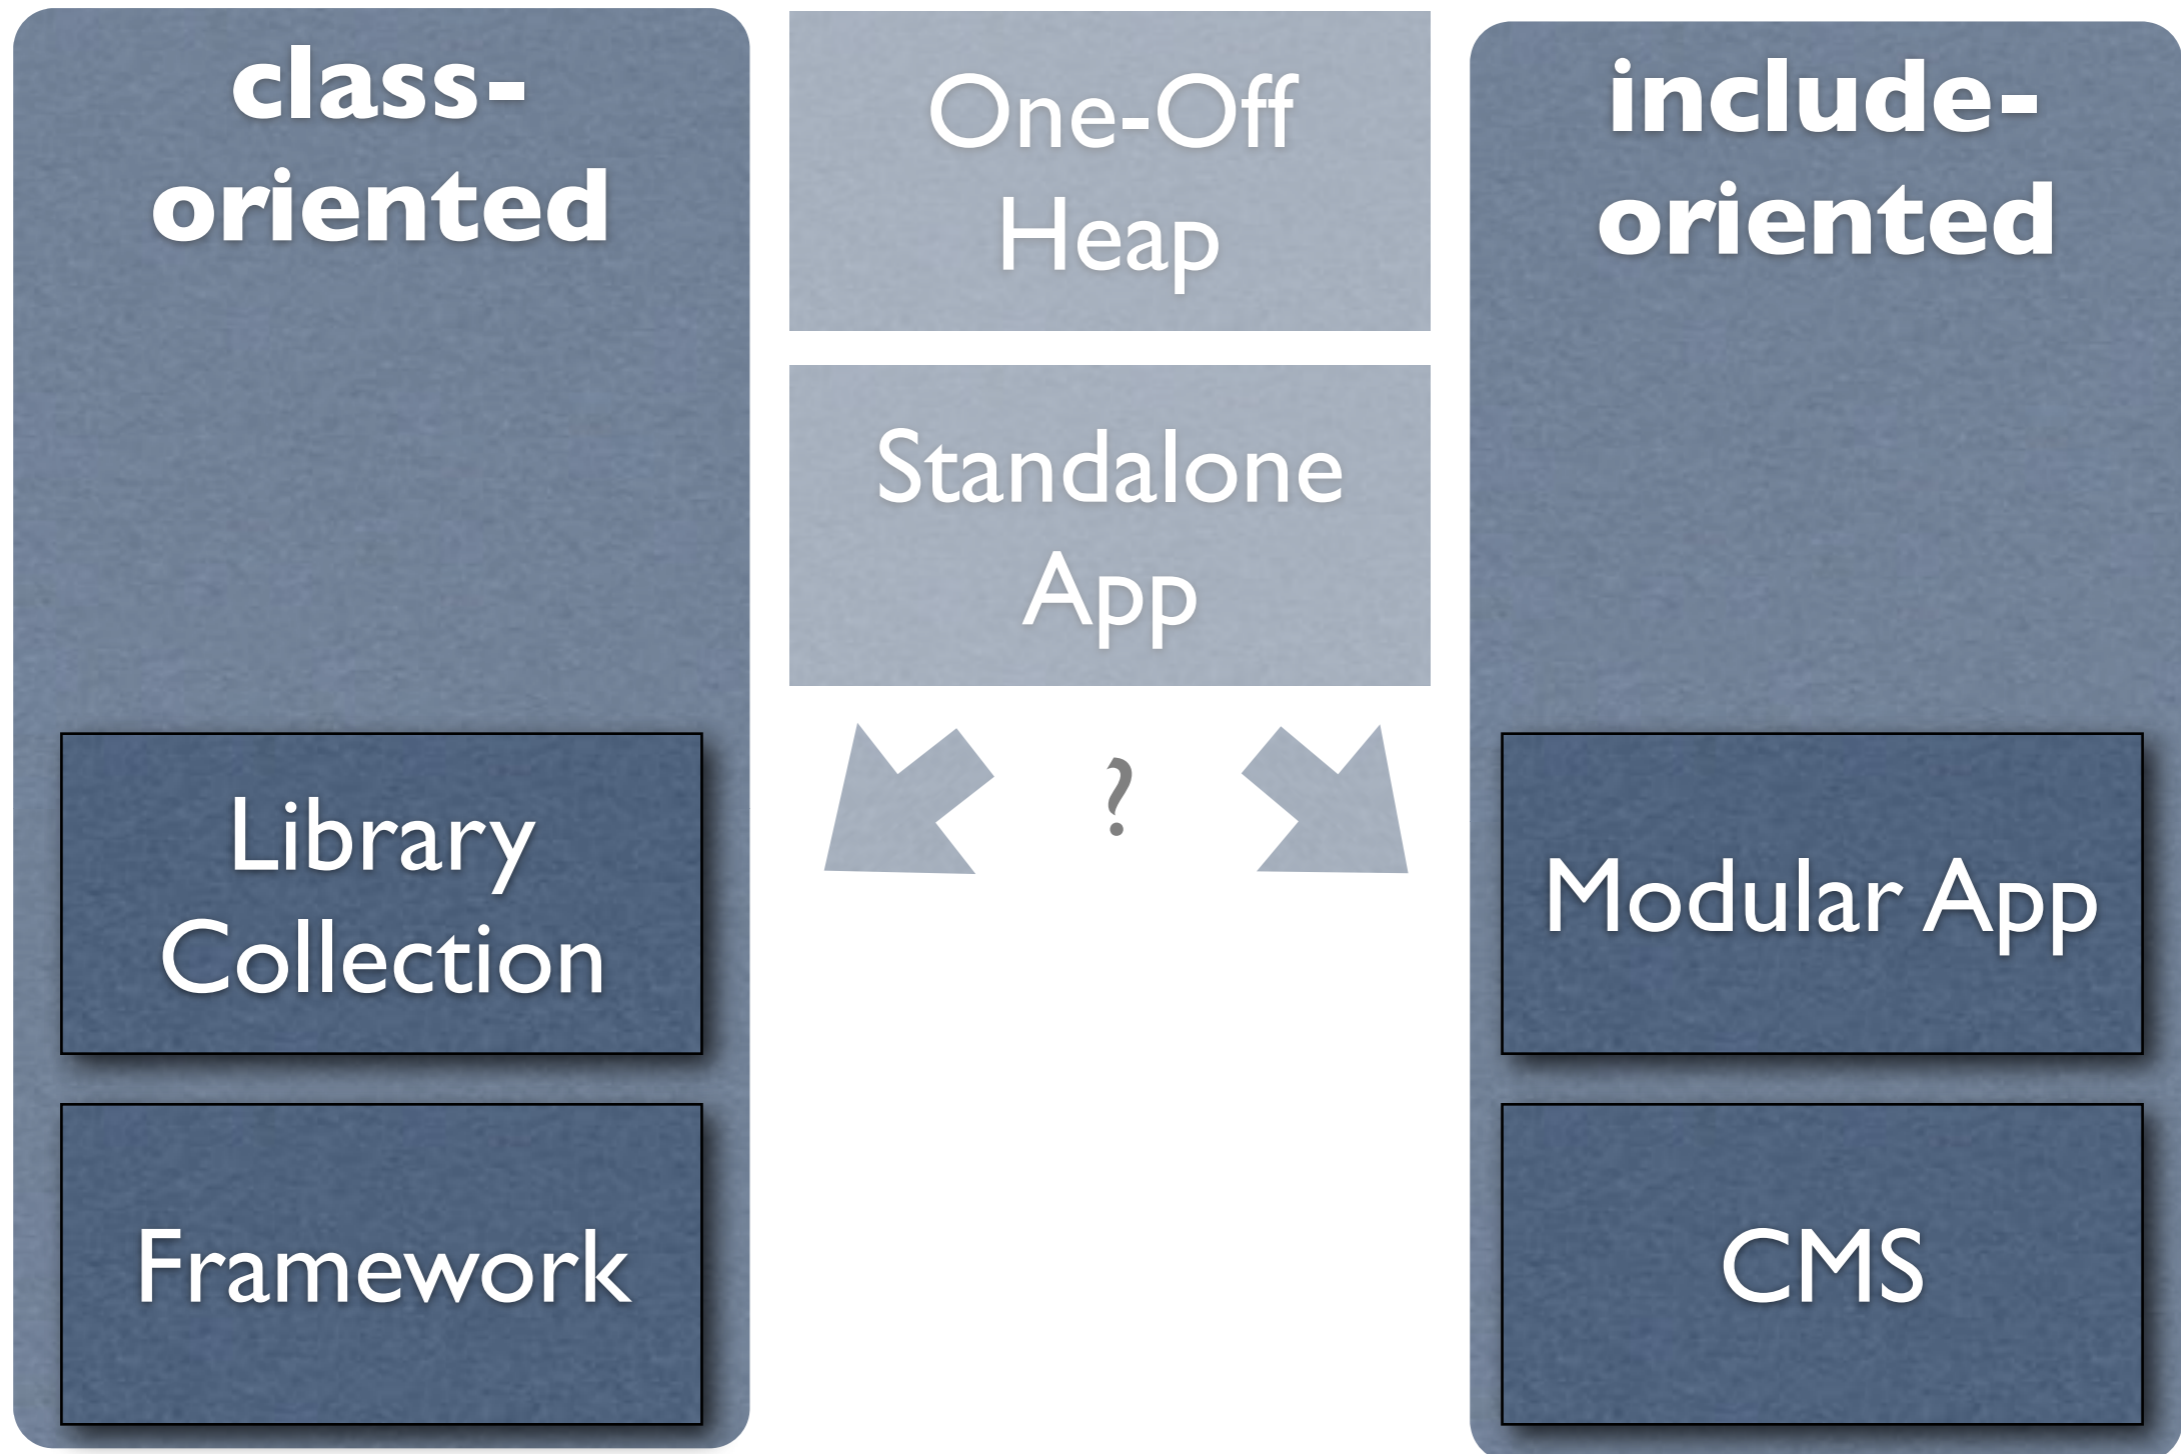 class-
oriented
Library
Collection
Framework
One-Off
Heap
Standalone
App
?
include-
oriented
Modular App
CMS